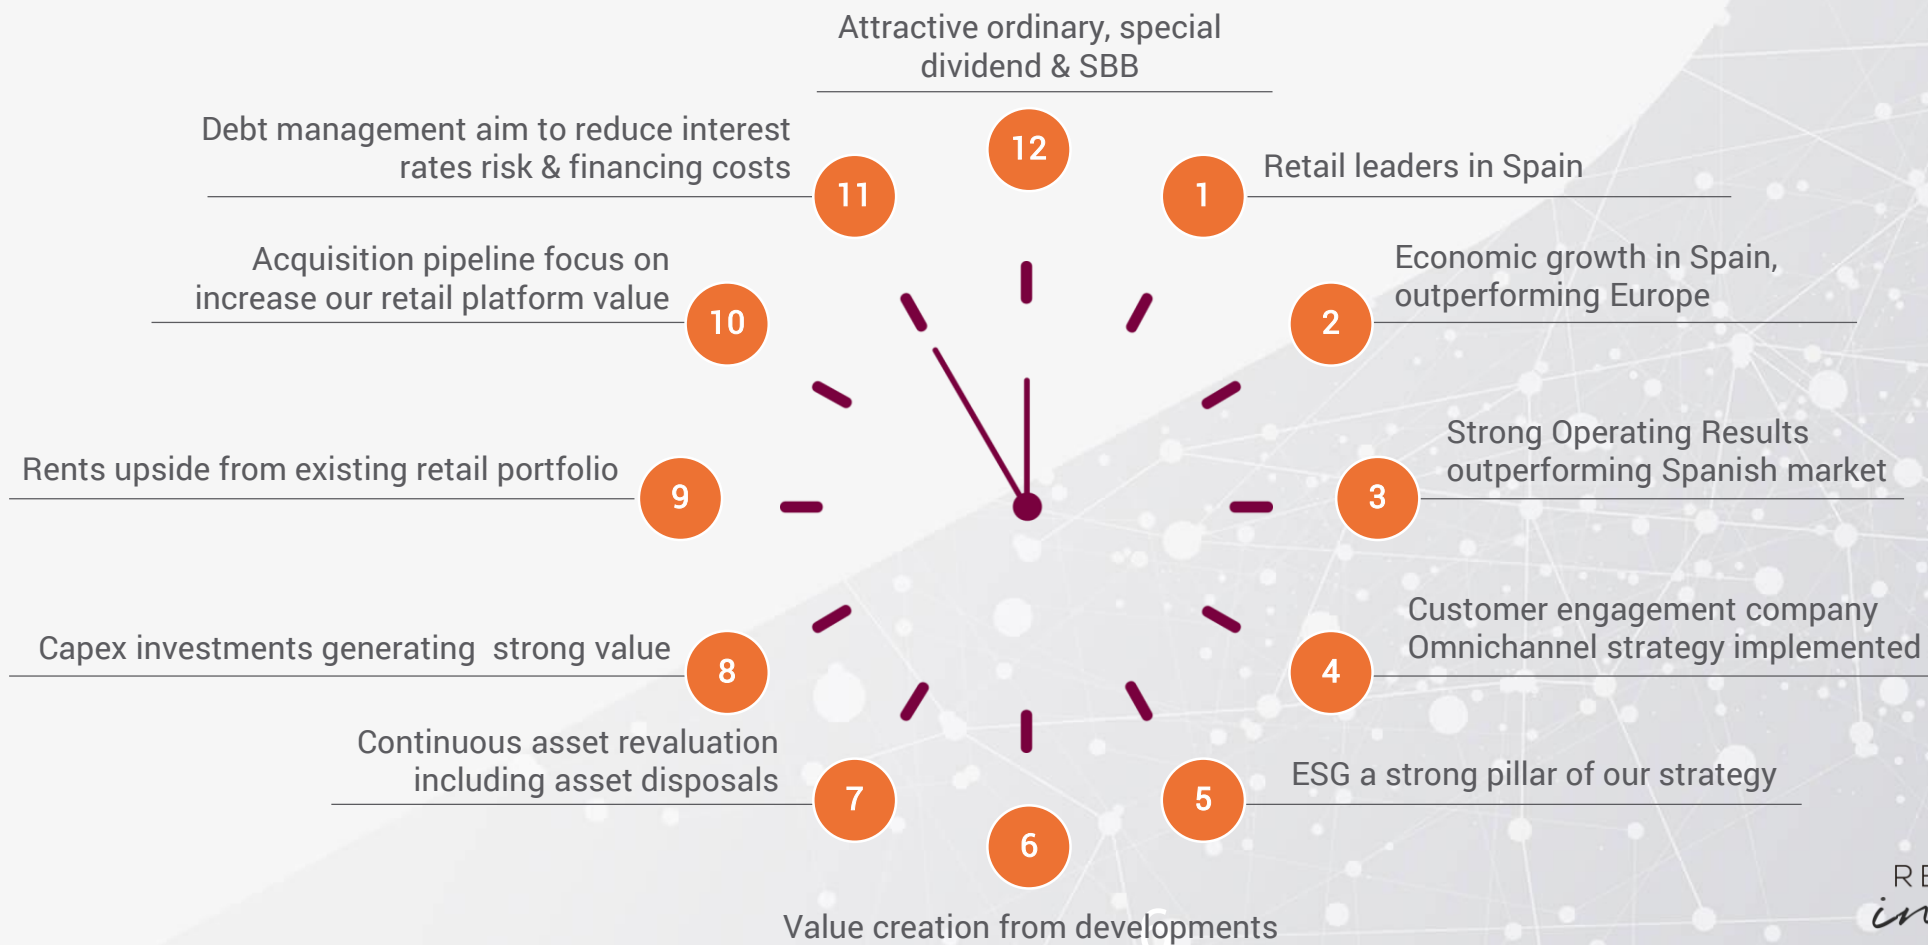 Attractive ordinary, special
dividend & SBB
12
Retail leaders in Spain
1
Economic growth in Spain,
outperforming Europe
2
Strong Operating Results
outperforming Spanish market
3
Customer engagement company
Omnichannel strategy implemented
4
ESG a strong pillar of our strategy
5
6
Value creation from developments
Continuous asset revaluation
including asset disposals
7
Capex investments generating  strong value
8
Rents upside from existing retail portfolio
9
Acquisition pipeline focus on
increase our retail platform value
10
Debt management aim to reduce interest
rates risk & financing costs
11